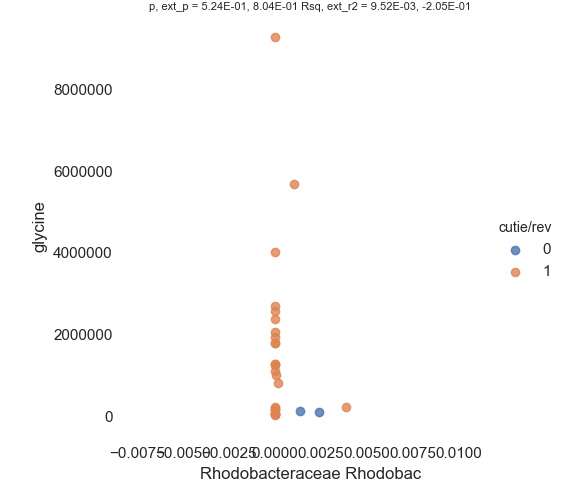 p, ext_p = 5.24E-01, 8.04E-01 Rsq, ext_r2 = 9.52E-03, -2.05E-01
8000000
6000000
4000000
2000000
0
glycine
cutie/rev
0
1
−0.0075−0.0050−0.00250.00000.00250.00500.00750.0100
Rhodobacteraceae Rhodobac